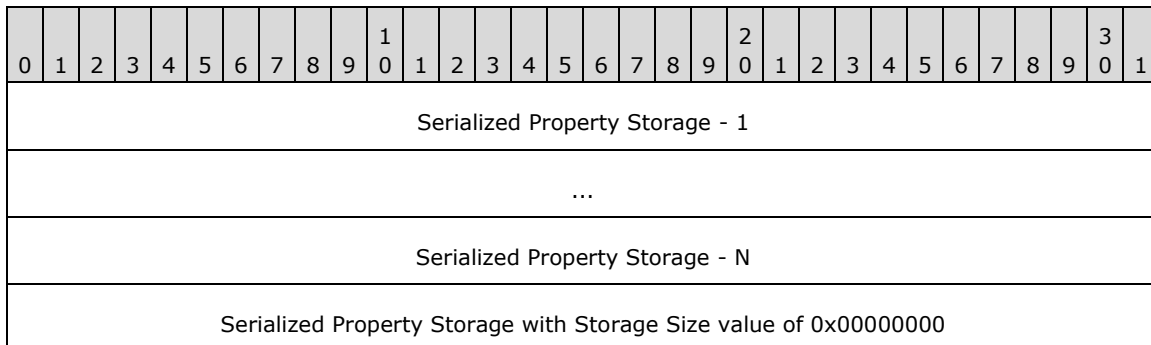 1 2 3
0 1 2 3 4 5 6 7 8 9 0 1 2 3 4 5 6 7 8 9 0 1 2 3 4 5 6 7 8 9 0 1
Serialized Property Storage - 1
...
Serialized Property Storage - N
Serialized Property Storage with Storage Size value of 0x00000000